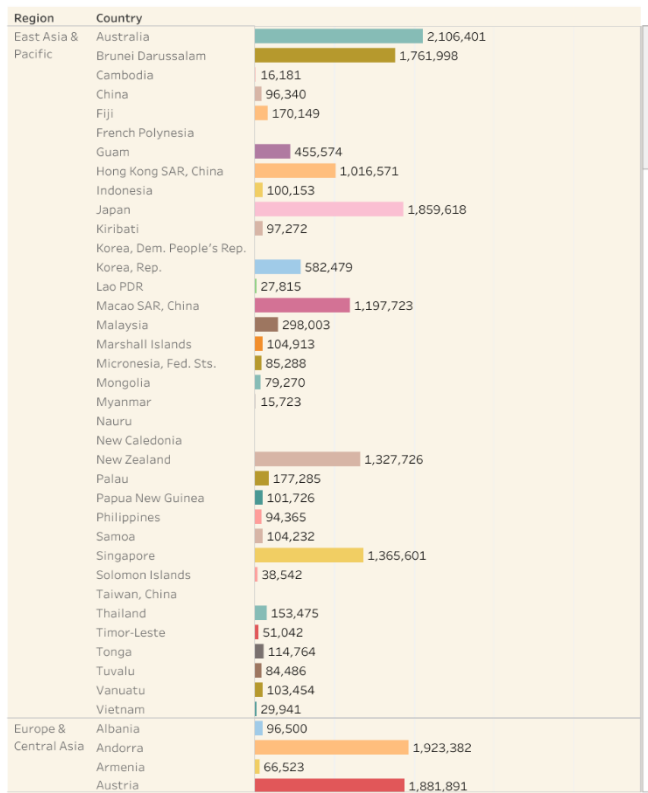 Region Country
East Asia & Pacific
Australia 2,106,401
Brunei Darussalam 1,761,998
Cambodia 16,181
China 96,340
Fiji 170,149
French Polynesia
Guam 455,574
Hong Kong SAR, China 1,016,571
Indonesia 100,153
Japan 1,859,618
Kiribati 97,272
Korea, Dem. People's Rep.
Korea, Rep. 582,479
Lao PDR 27,815
Macao SAR, China 1,197,723
Malaysia 298,003
Marshall Islands 104,913
Micronesia, Fed. Sts. 85,288
Mongolia 79,270
Myanmar 15,723
Nauru
New Caledonia
New Zealand 1,327,726
Palau 177,285
Papua New Guinea 101,726
Philippines 94,365
Samoa 104,232
Singapore 1,365,601
Solomon Islands 38,542
Taiwan, China
Thailand 153,475
Timor-Leste 51,042
Tonga 114,764
Tuvalu 84,486
Vanuatu 103,454
Vietnam 29,941
Europe & Central Asia
Albania 96,500
Andorra 1,923,382
Armenia 66,523
Austria 1,881,891